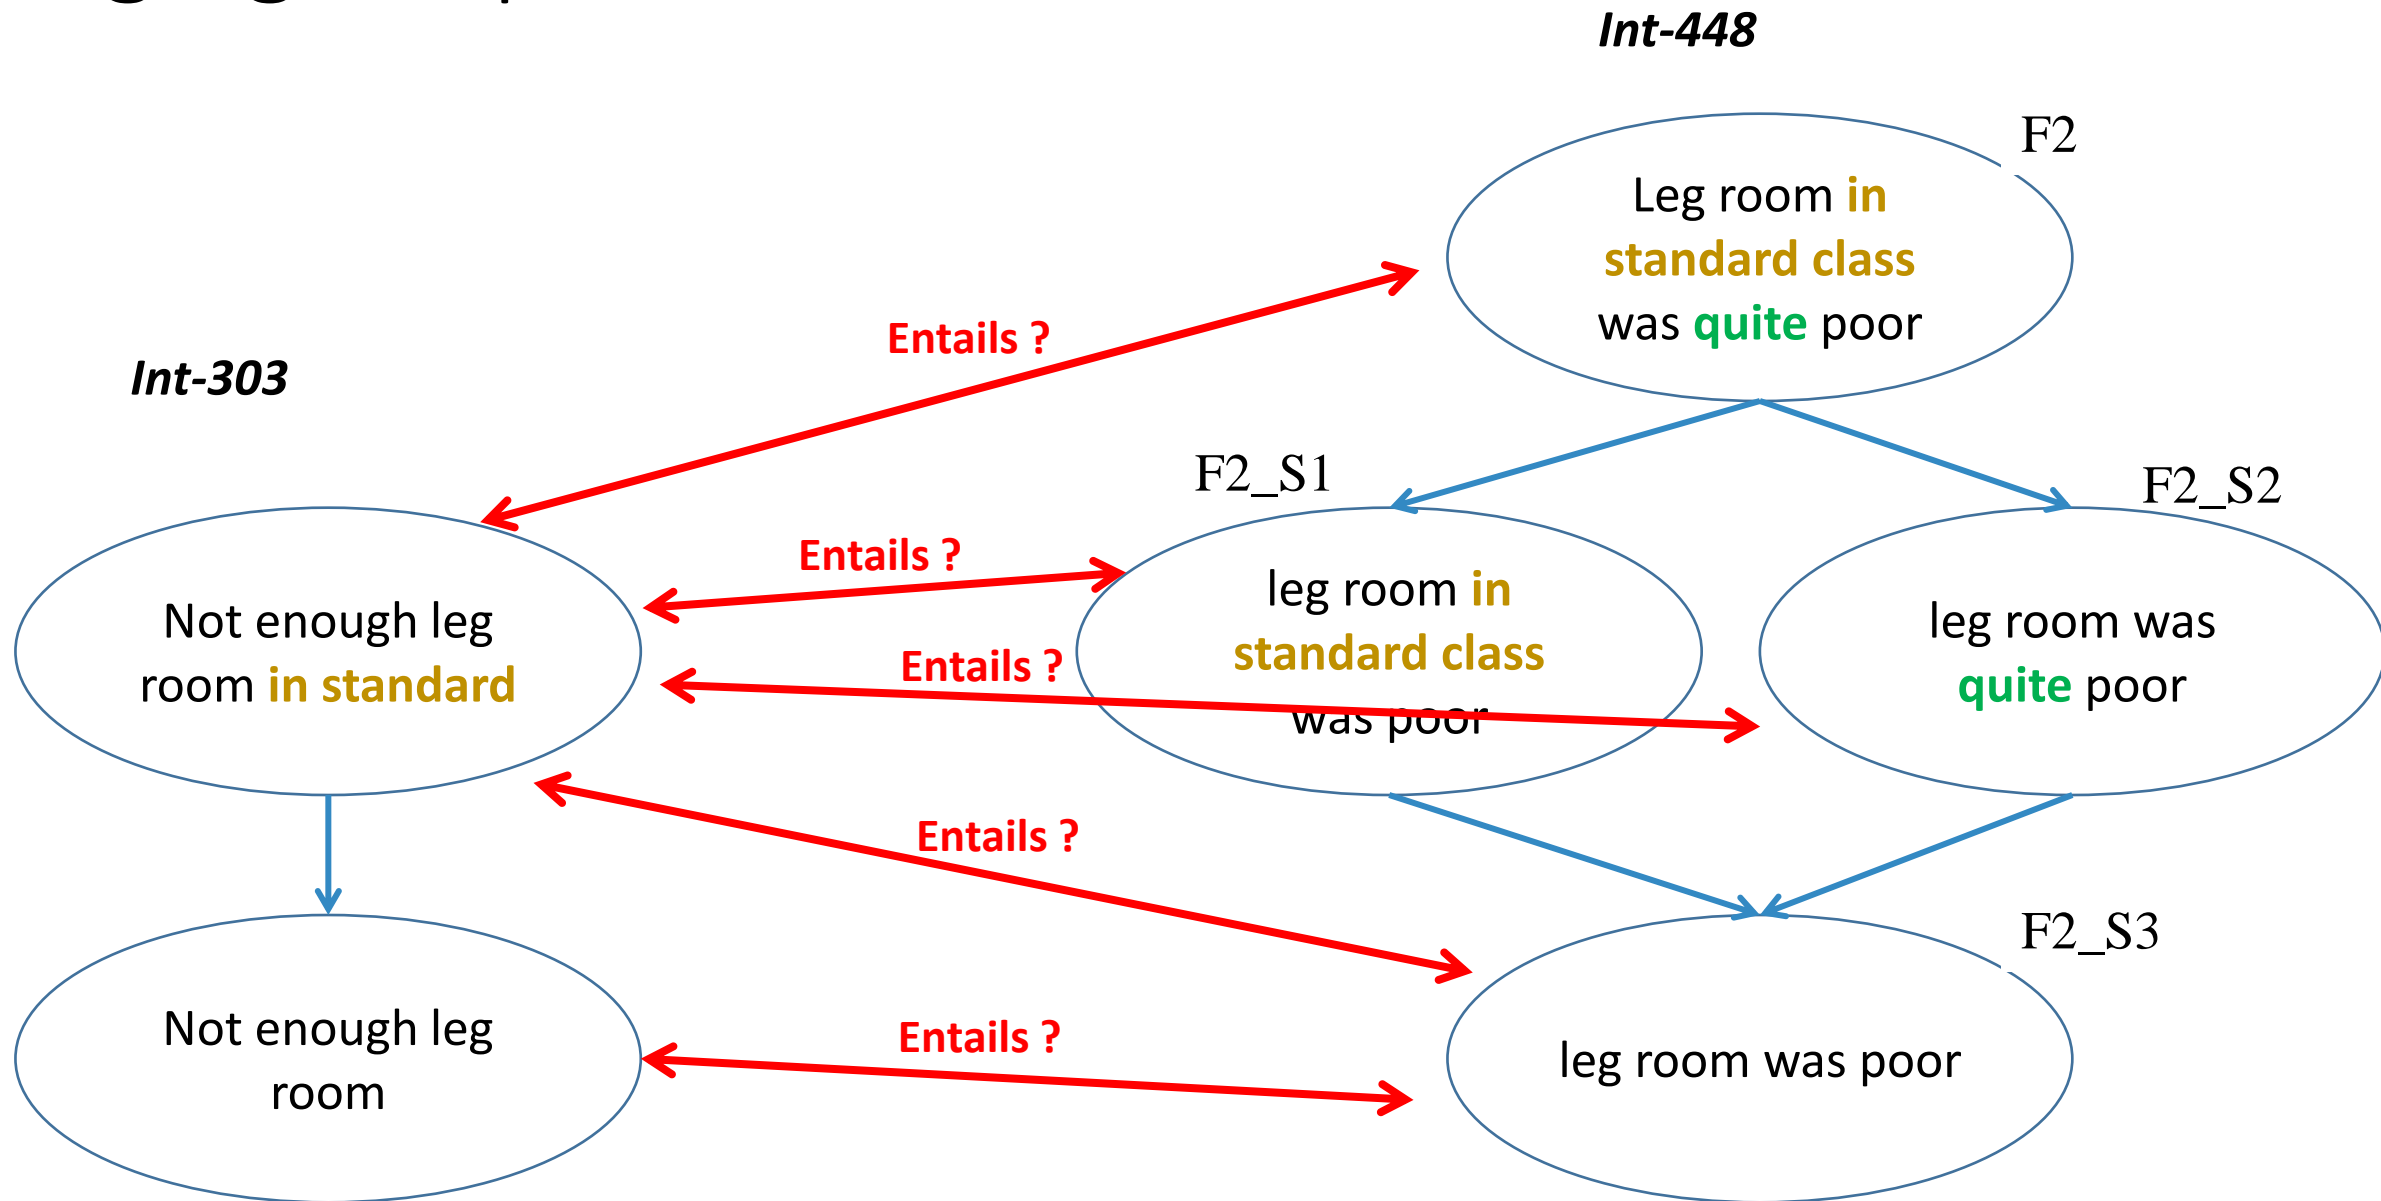 Int-448
F2
Leg room in
standard class
was quite poor
Entails ?
Int-303
F2_S1
F2_S2
Entails ?
leg room in
standard class
was poor
leg room was
quite poor
Not enough leg
room in standard
Entails ?
Entails ?
F2_S3
Not enough leg
room
Entails ?
leg room was poor